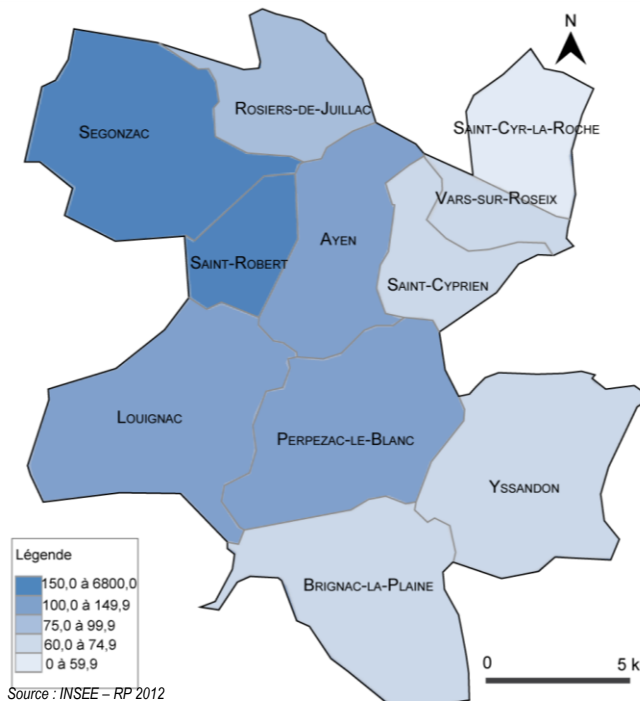 N
ROSIERS-DE-JUILLAC
SEGONZAC
SAINT-CYR-LA-ROCHE
VARS-SUR-ROSEIX
AYEN
SAINT-ROBERT
SAINT-CYPRIEN
LOUIGNAC
PERPEZAC-LE-BLANC
YSSANDON
BRIGNAC-LA-PLAINE
Légende
150,0 à 6800,0
100,0 à 149,9
75,0 à 99,9
60,0 à 74,9
0 à 59,9
0 5 k
Source : INSEE – RP 2012